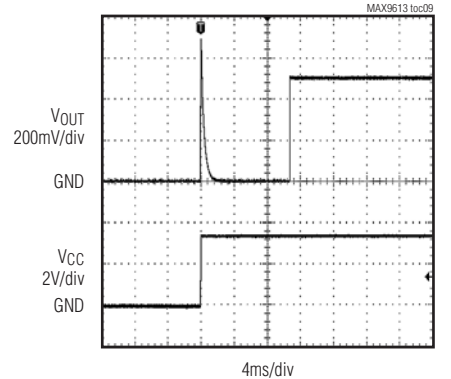 MAX9613 toc09
T
VOUT
200mV/div
GND
VCC
2V/div
GND
4ms/div